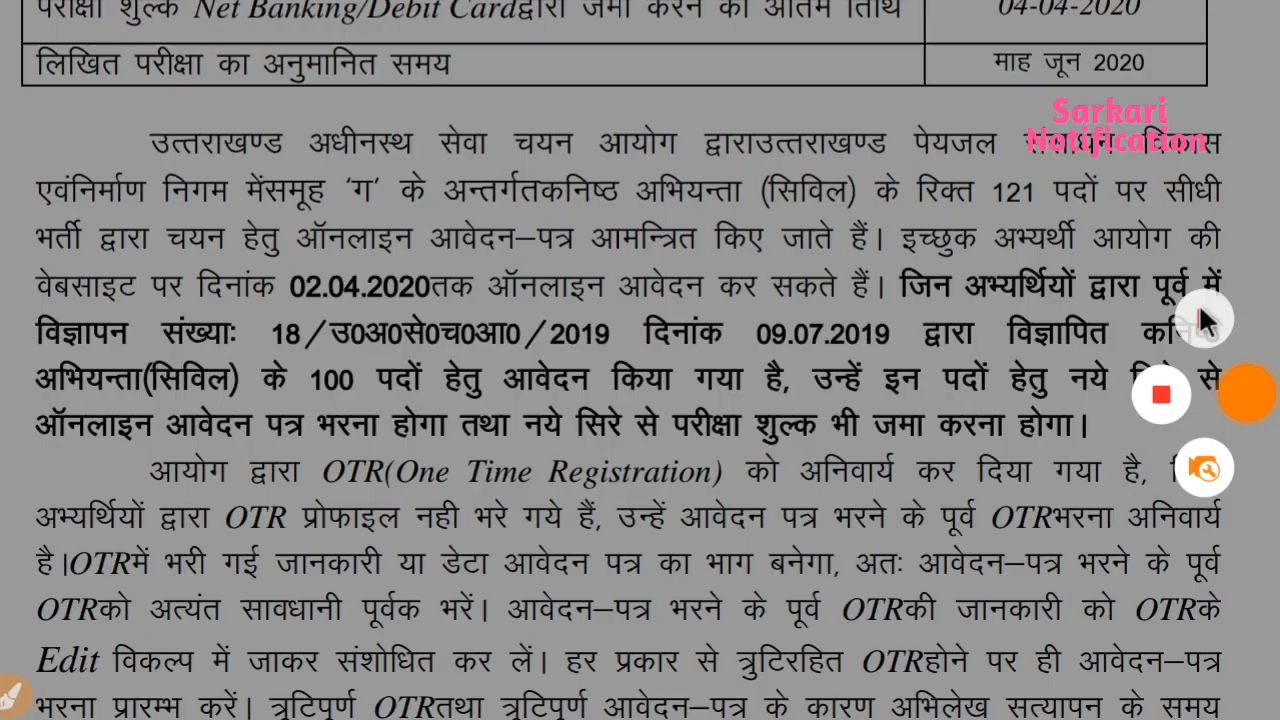 परीक्षा शुल्क Net Banking/Debit Cardद्वारा जमा करने की अंतिम तिथि 04-04-2020
लिखित परीक्षा का अनुमानित समय माह जून 2020
Sarkari
Notification
उत्तराखण्ड अधीनस्थ सेवा चयन आयोग द्वाराउत्तराखण्ड पेयजल संसाधन विकास
एवंनिर्माण निगम मेंसमूह ‘ग’ के अन्तर्गतकनिष्ठ अभियन्ता (सिविल) के रिक्त 121 पदों पर सीधी
भर्ती द्वारा चयन हेतु ऑनलाइन आवेदन–पत्र आमन्त्रित किए जाते हैं। इच्छुक अभ्यर्थी आयोग की
वेबसाइट पर दिनांक 02.04.2020तक ऑनलाइन आवेदन कर सकते हैं। जिन अभ्यर्थियों द्वारा पूर्व में
विज्ञापन संख्याः 18/उ0अ0से0च0आ0/2019 दिनांक 09.07.2019 द्वारा विज्ञापित कनिष्ठ
अभियन्ता(सिविल) के 100 पदों हेतु आवेदन किया गया है, उन्हें इन पदों हेतु नये सिरे से
ऑनलाइन आवेदन पत्र भरना होगा तथा नये सिरे से परीक्षा शुल्क भी जमा करना होगा।
आयोग द्वारा OTR(One Time Registration) को अनिवार्य कर दिया गया है,
अभ्यर्थियों द्वारा OTR प्रोफाइल नही भरे गये हैं, उन्हें आवेदन पत्र भरने के पूर्व OTRभरना अनिवार्य
है।OTRमें भरी गई जानकारी या डेटा आवेदन पत्र का भाग बनेगा, अतः आवेदन–पत्र भरने के पूर्व
OTRको अत्यंत सावधानी पूर्वक भरें। आवेदन–पत्र भरने के पूर्व OTRकी जानकारी को OTRके
Edit विकल्प में जाकर संशोधित कर लें। हर प्रकार से त्रुटिरहित OTRहोने पर ही आवेदन–पत्र
भरना प्रारम्भ करें। त्रुटिपूर्ण OTRतथा त्रुटिपूर्ण आवेदन–पत्र के कारण अभिलेख सत्यापन के समय